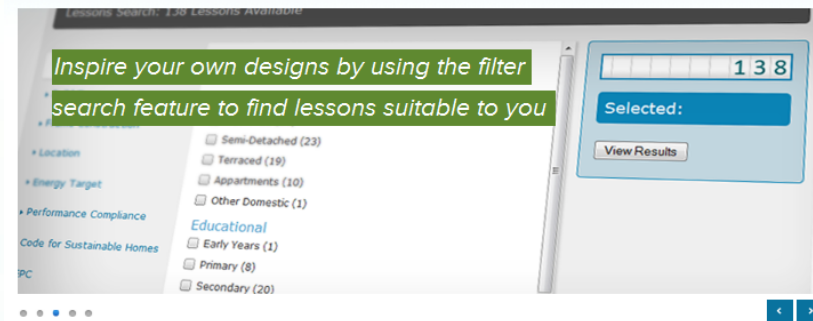 Lessons Search: 138 Lessons Available
Inspire your own designs by using the filter
search feature to find lessons suitable to you
138
Selected:
View Results
Location
Energy Target
Performance Compliance
Code for Sustainable Homes
Semi-Detached (23)
Terraced (19)
Appartments (10)
Other Domestic (1)
Educational
Early Years (1)
Primary (8)
Secondary (20)